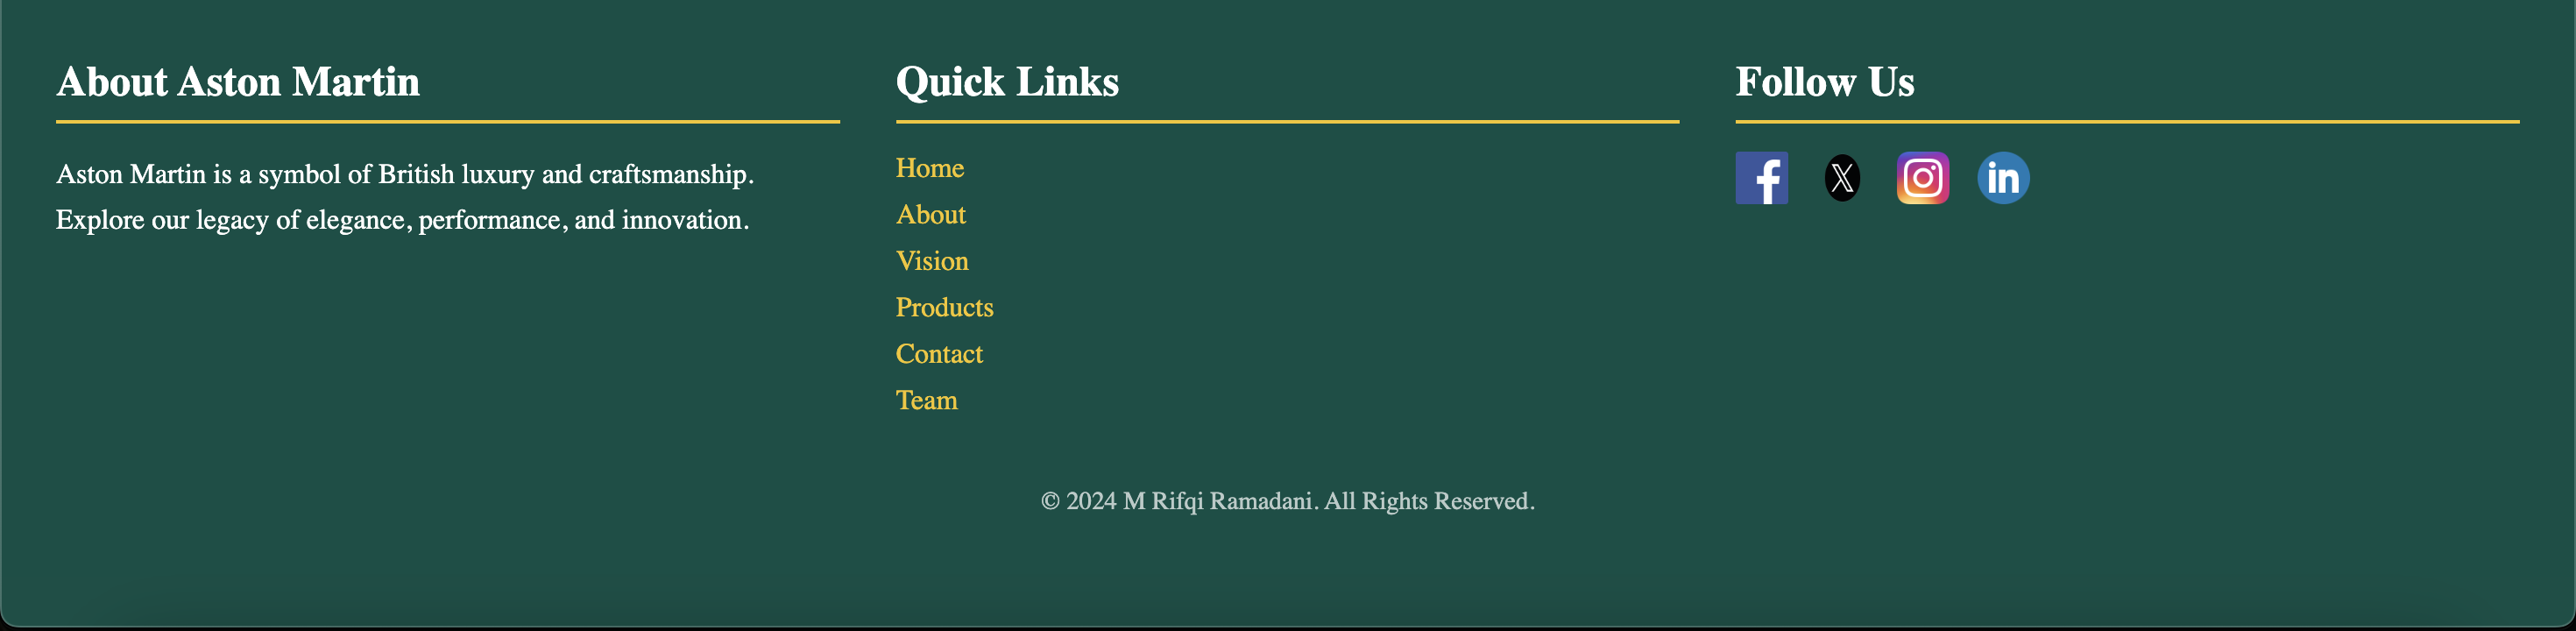 About Aston Martin
Aston Martin is a symbol of British luxury and craftsmanship.
Explore our legacy of elegance, performance, and innovation.
Quick Links
Home
About
Vision
Products
Contact
Team
Follow Us
f
X
in
© 2024 M Rifqi Ramadani. All Rights Reserved.